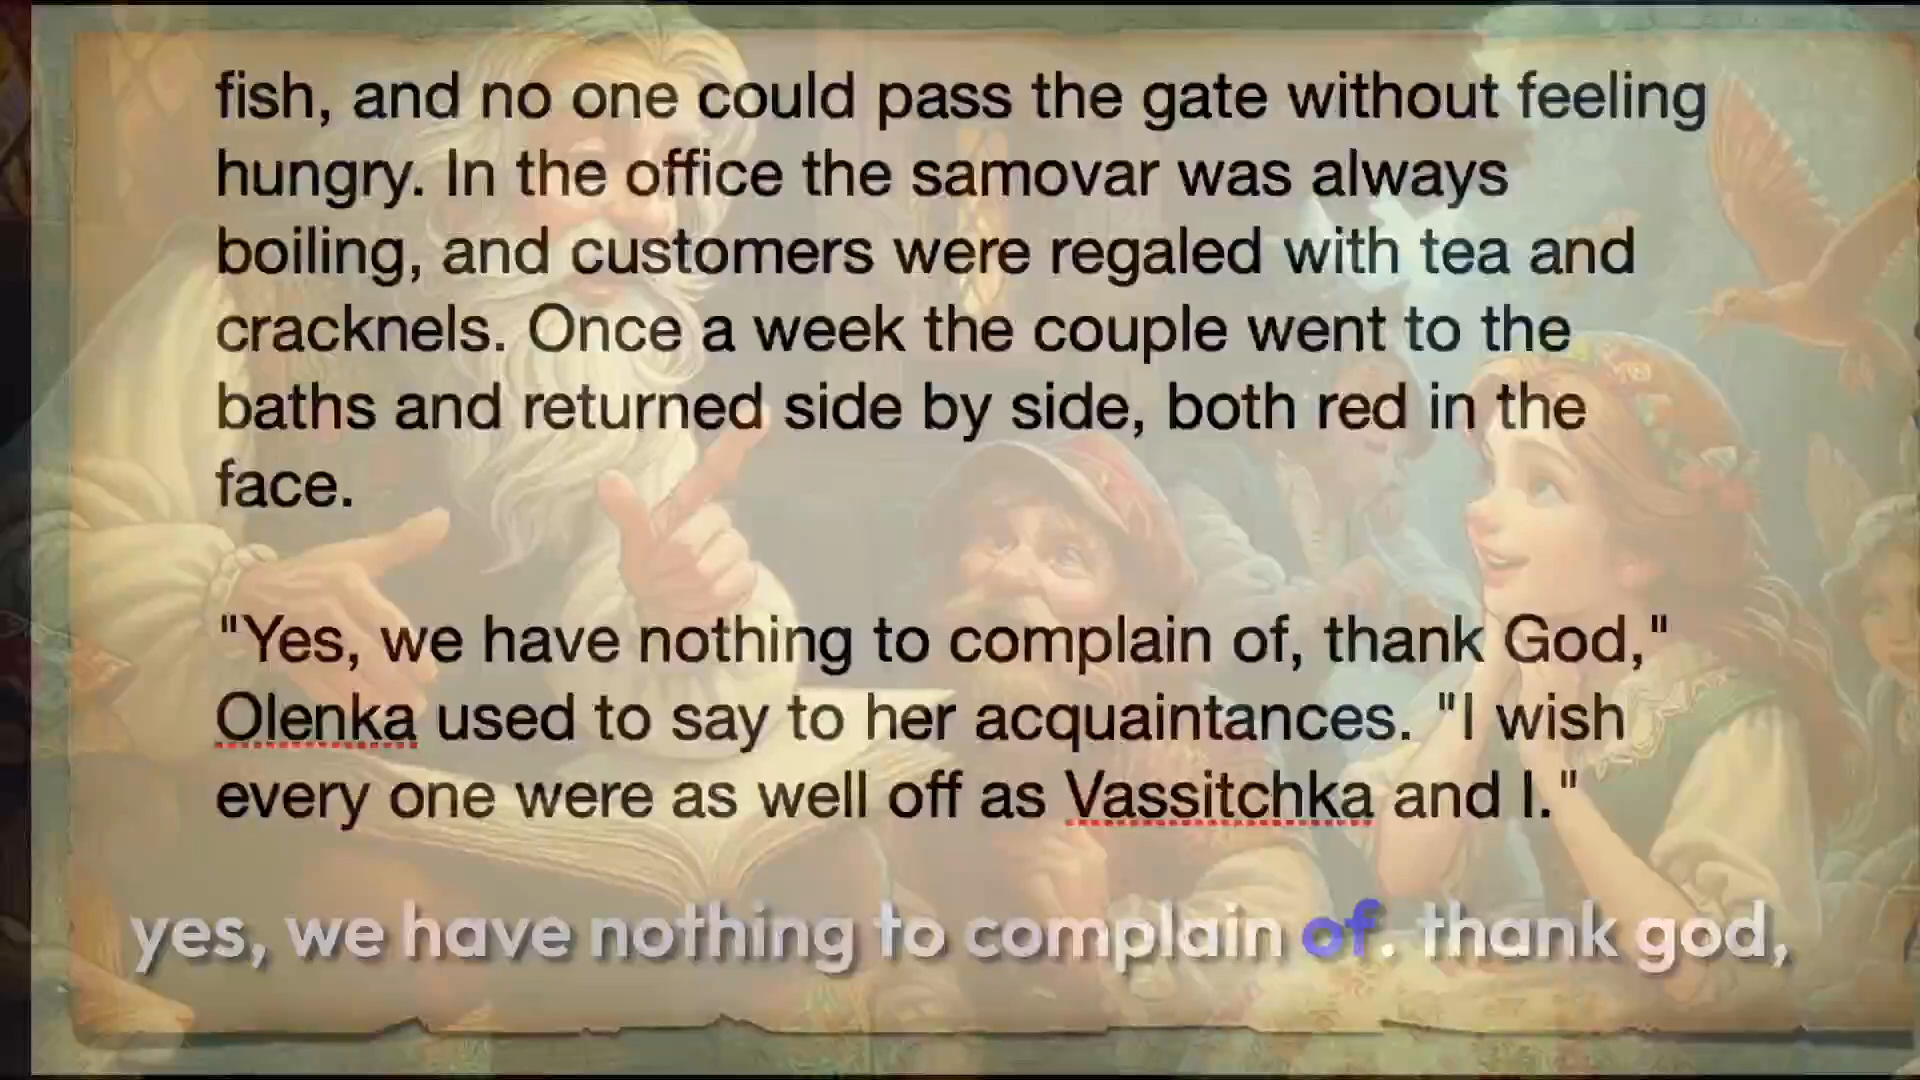 fish, and no one could pass the gate without feeling
hungry. In the office the samovar was always
boiling, and customers were regaled with tea and
cracknels. Once a week the couple went to the
baths and returned side by side, both red in the
face.
"Yes, we have nothing to complain of, thank God,"
Olenka used to say to her acquaintances. "I wish
every one were as well off as Vassitchka and I."
yes, we have nothing to complain of. thank god,